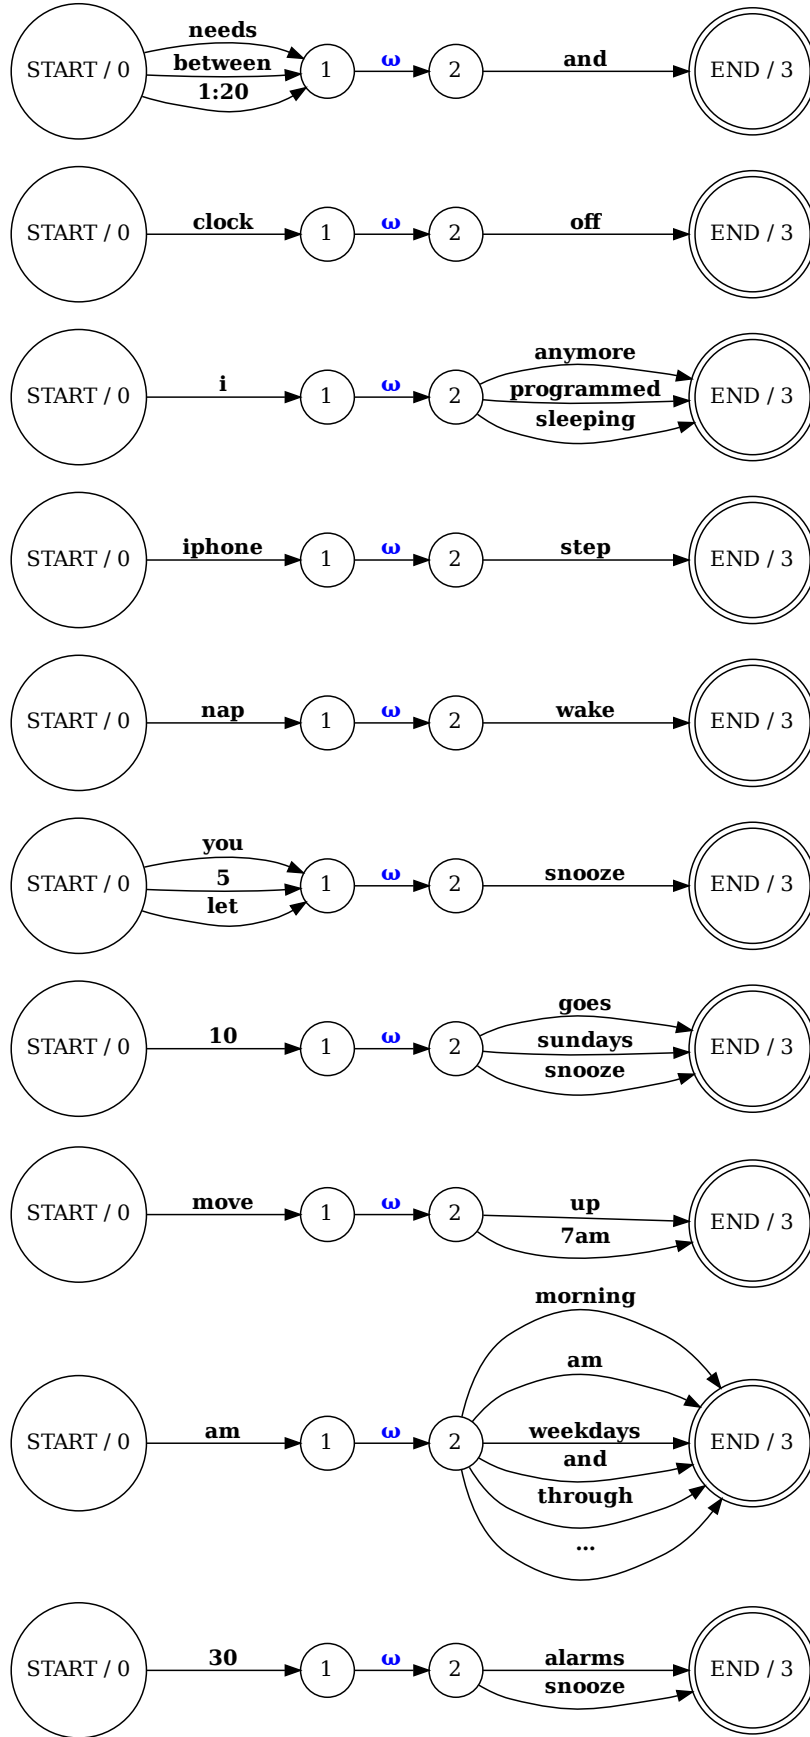 needs
START / 0 between 1 ω 2 and END / 3
1:20
START / 0 clock 1 ω 2 off END / 3
anymore
START / 0 i 1 ω 2 programmed END / 3
sleeping
START / 0 iphone 1 ω 2 step END / 3
START / 0 nap 1 ω 2 wake END / 3
you
START / 0 5 1 ω 2 snooze END / 3
let
goes
START / 0 10 1 ω 2 sundays END / 3
snooze
START / 0 move 1 ω 2 up END / 3
7am
morning
am
START / 0 am 1 ω 2 weekdays END / 3
and
through
...
START / 0 30 1 ω 2 alarms END / 3
snooze